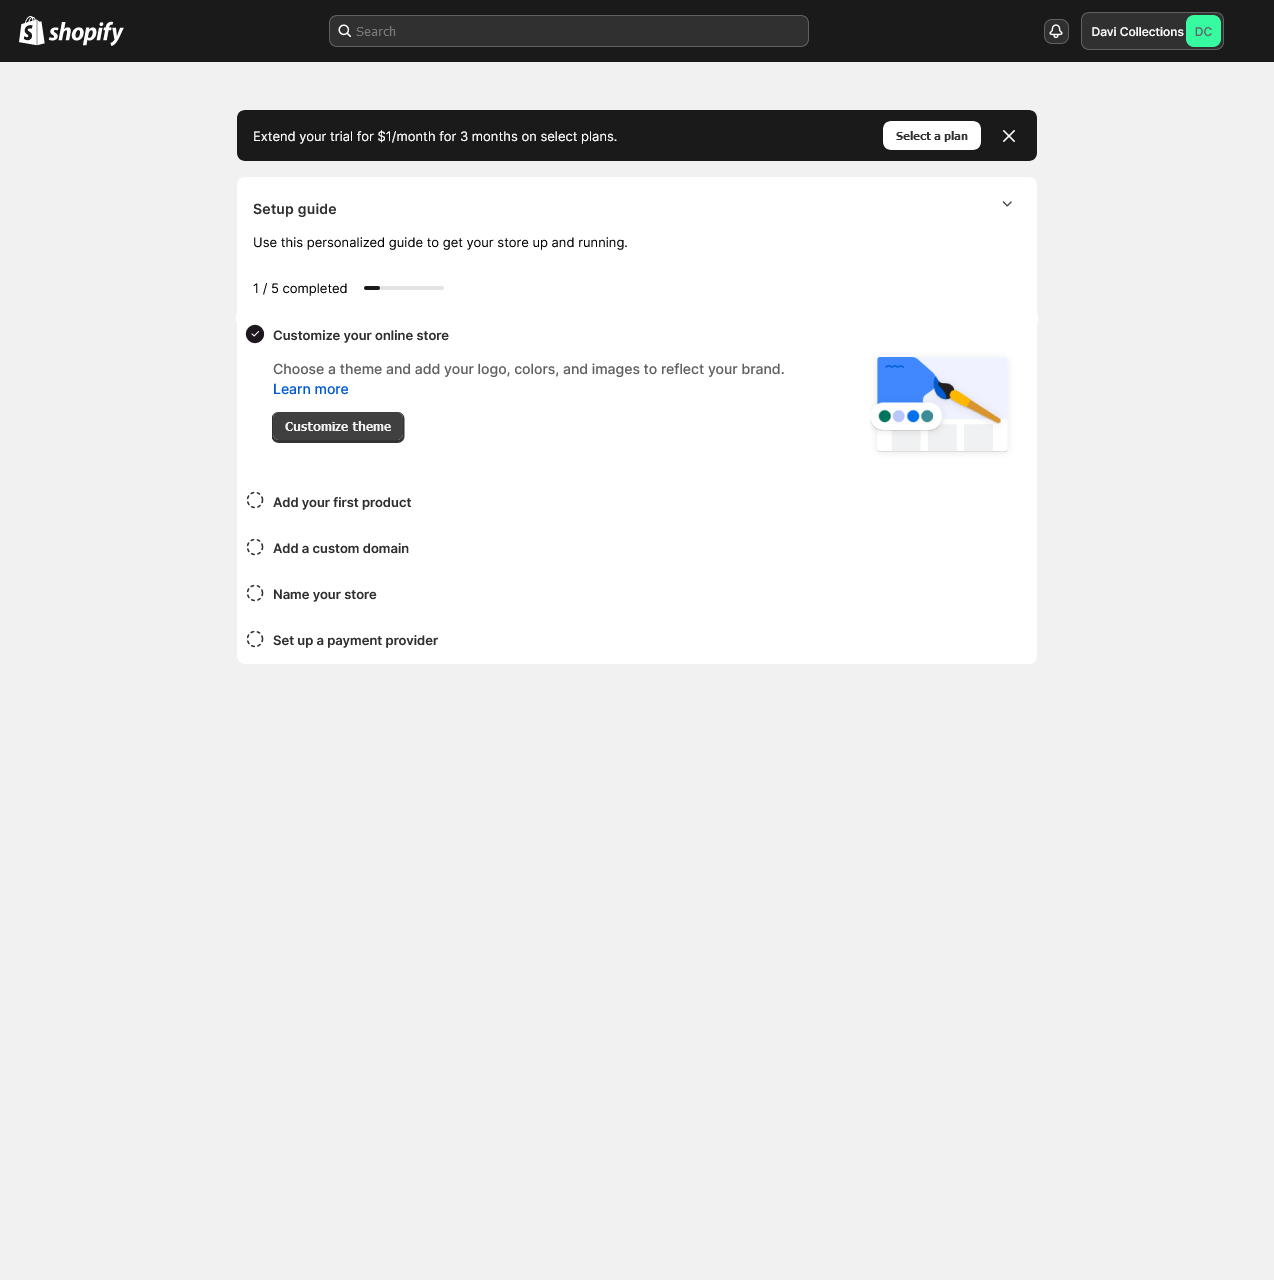 shopify
Search
Davi Collections
DC
Extend your trial for $1/month for 3 months on select plans.
Select a plan
Setup guide
Use this personalized guide to get your store up and running.
1 / 5 completed
Customize your online store
Choose a theme and add your logo, colors, and images to reflect your brand.
Learn more
Customize theme
Add your first product
Add a custom domain
Name your store
Set up a payment provider